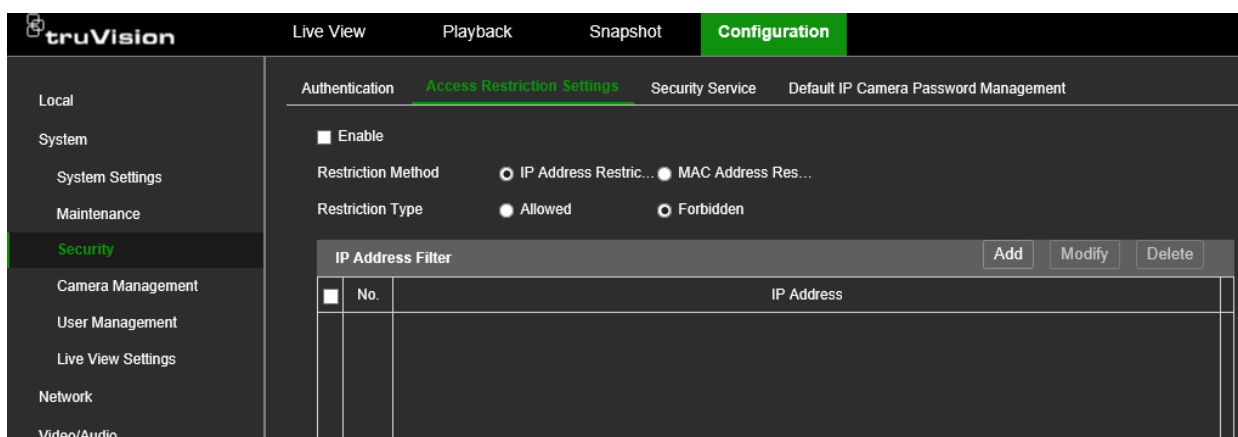 truVision
Live View Playback Snapshot Configuration
Local
System
System Settings
Maintenance
Security
Camera Management
User Management
Live View Settings
Network
Video/Audio
Authentication Access Restriction Settings Security Service Default IP Camera Password Management
Enable
Restriction Method IP Address Restric... MAC Address Res...
Restriction Type Allowed Forbidden
IP Address Filter Add Modify Delete
No. IP Address